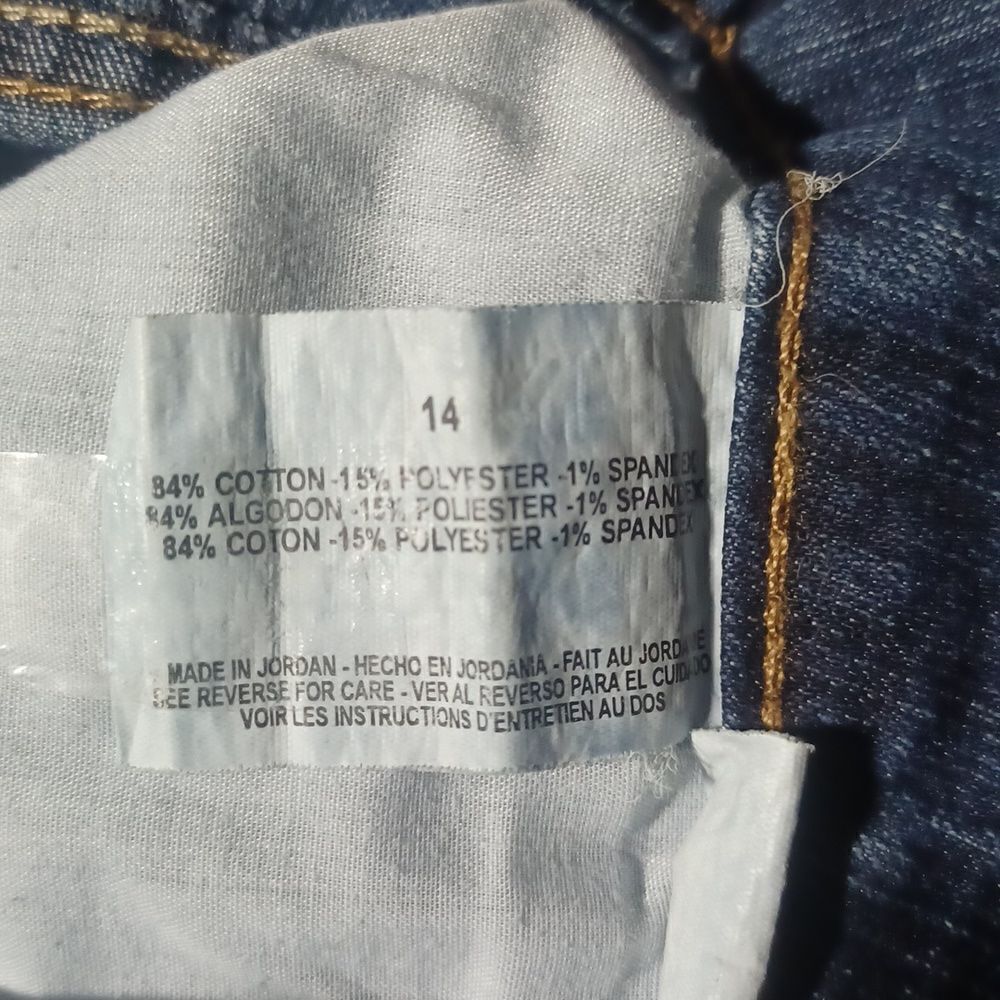 14
84% COTTON -15% POLYESTER -1% SPANDEX
84% ALGODON -15% POLIESTER -1% SPANDEXO
84% COTON -15% POLYESTER -1% SPANDEX
MADE IN JORDAN - HECHO EN JORDANIA - FAIT AU JORDANIE
SEE REVERSE FOR CARE - VER AL REVERSO PARA EL CUIDADO
VOIR LES INSTRUCTIONS D'ENTRETIEN AU DOS